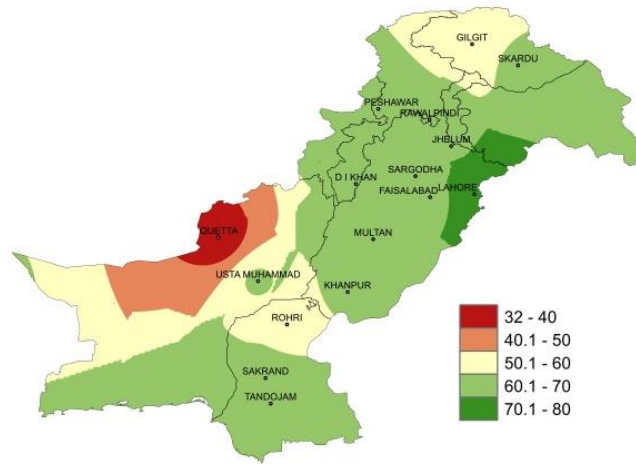 GILGIT
SKARDU
PESHAWAR
RAWALPINDI
JHELUM
D I KHAN
SARGODHA
FAISALABAD
LAHORE
QUETTA
MULTAN
USTA MUHAMMAD
KHANPUR
ROHRI
SAKRAND
TANDOJAM
32 - 40
40.1 - 50
50.1 - 60
60.1 - 70
70.1 - 80